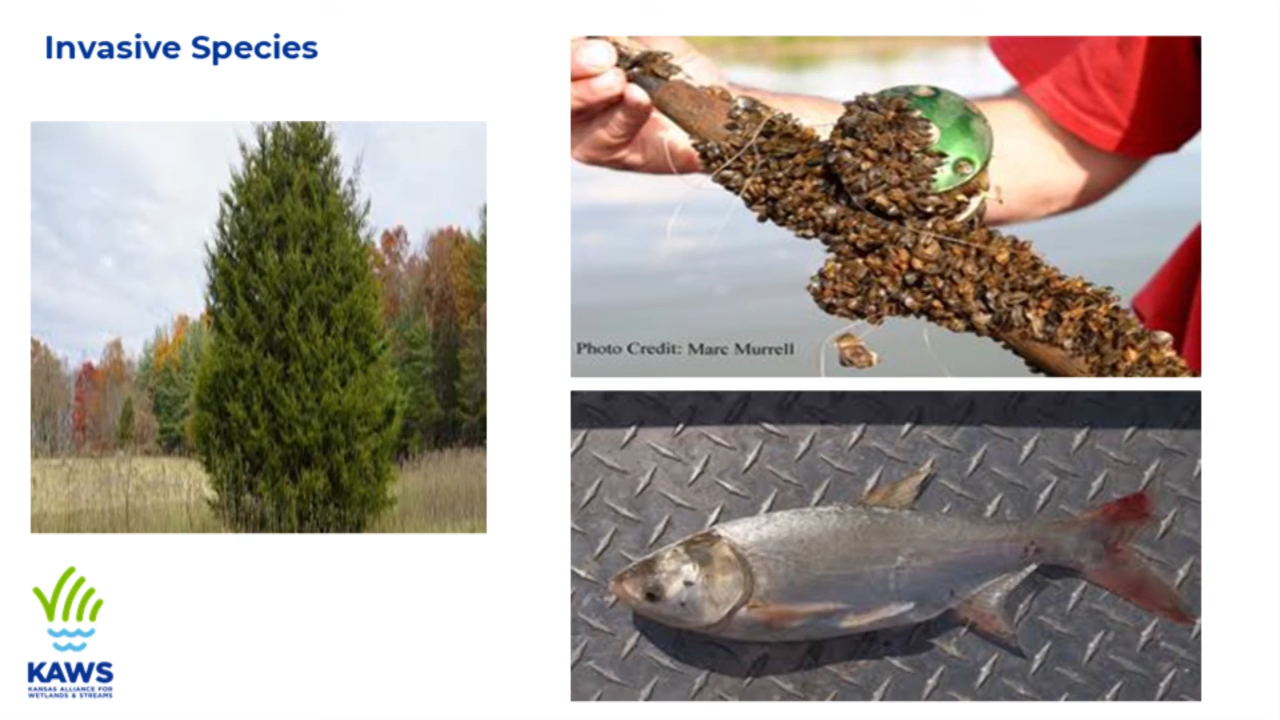 Invasive Species
Photo Credit: Marc Murrell
KAWS
KANSAS ALLIANCE FOR
WETLANDS & STREAMS